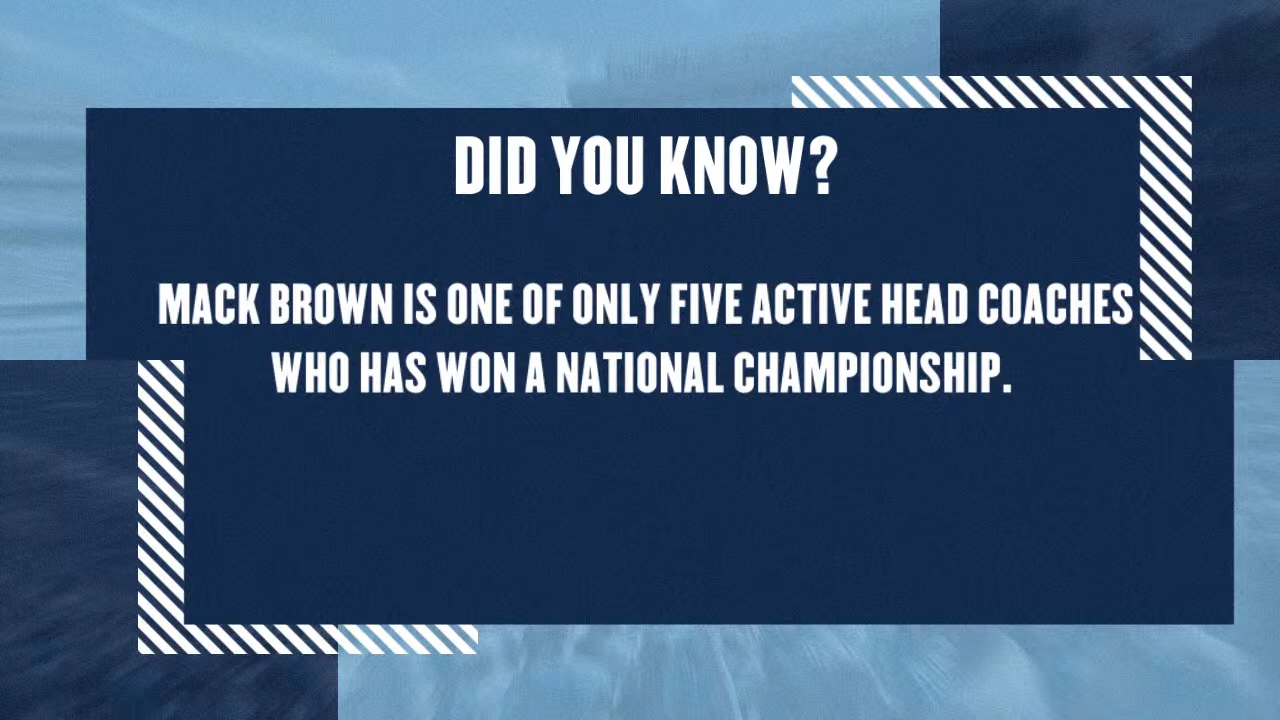 DID YOU KNOW?
MACK BROWN IS ONE OF ONLY FIVE ACTIVE HEAD COACHES
WHO HAS WON A NATIONAL CHAMPIONSHIP.